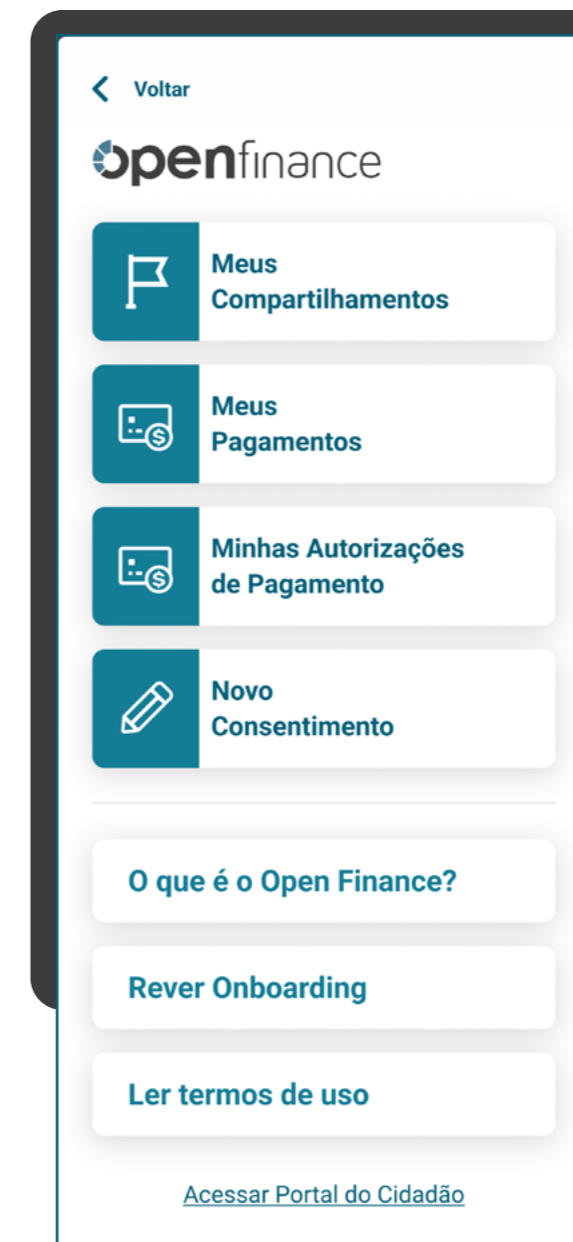 Voltar
openfinance
Meus
Compartilhamentos
Meus
Pagamentos
Minhas Autorizações
de Pagamento
Novo
Consentimento
O que é o Open Finance?
Rever Onboarding
Ler termos de uso
Acessar Portal do Cidadão